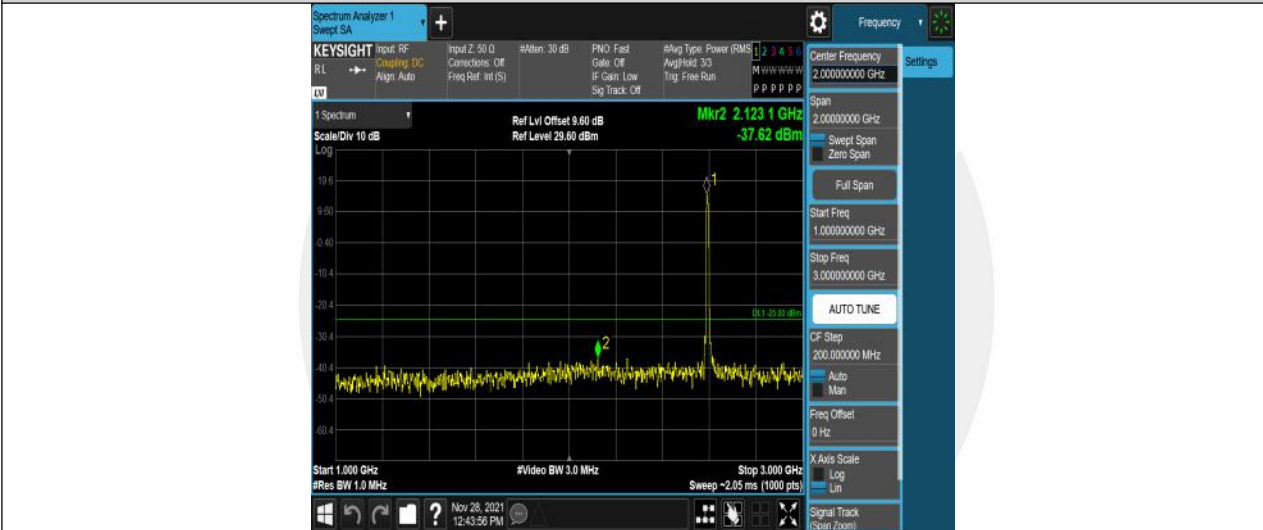 Spectrum Analyzer 1
Swept SA
+
Frequency
KEYSIGHT
RL
LV
Input: RF
Coupling: DC
Align: Auto
Input Z: 50 Ω
Corrections: Off
Freq Ref: Int (S)
#Atten: 30 dB
PNO: Fast
Gate: Off
IF Gain: Low
Sig Track: Off
#Avg Type: Power (RMS
Avg|Hold: 3/3
Trig: Free Run
1 2 3 4 5 6
M W W W W W
P P P P P P
1 Spectrum
Scale/Div 10 dB
Log
Ref Lvl Offset 9.60 dB
Ref Level 29.60 dBm
Mkr2 2.123 1 GHz
-37.62 dBm
19.6
9.60
-0.40
-10.4
-20.4
-30.4
-40.4
-50.4
-60.4
1
2
DL1 -25.00 dBm
Start 1.000 GHz
#Res BW 1.0 MHz
#Video BW 3.0 MHz
Stop 3.000 GHz
Sweep ~2.05 ms (1000 pts)
?
Nov 28, 2021
12:43:56 PM
Center Frequency
2.000000000 GHz
Settings
Span
2.00000000 GHz
Swept Span
Zero Span
Full Span
Start Freq
1.000000000 GHz
Stop Freq
3.000000000 GHz
AUTO TUNE
CF Step
200.000000 MHz
Auto
Man
Freq Offset
0 Hz
X Axis Scale
Log
Lin
Signal Track
(Span Zoom)